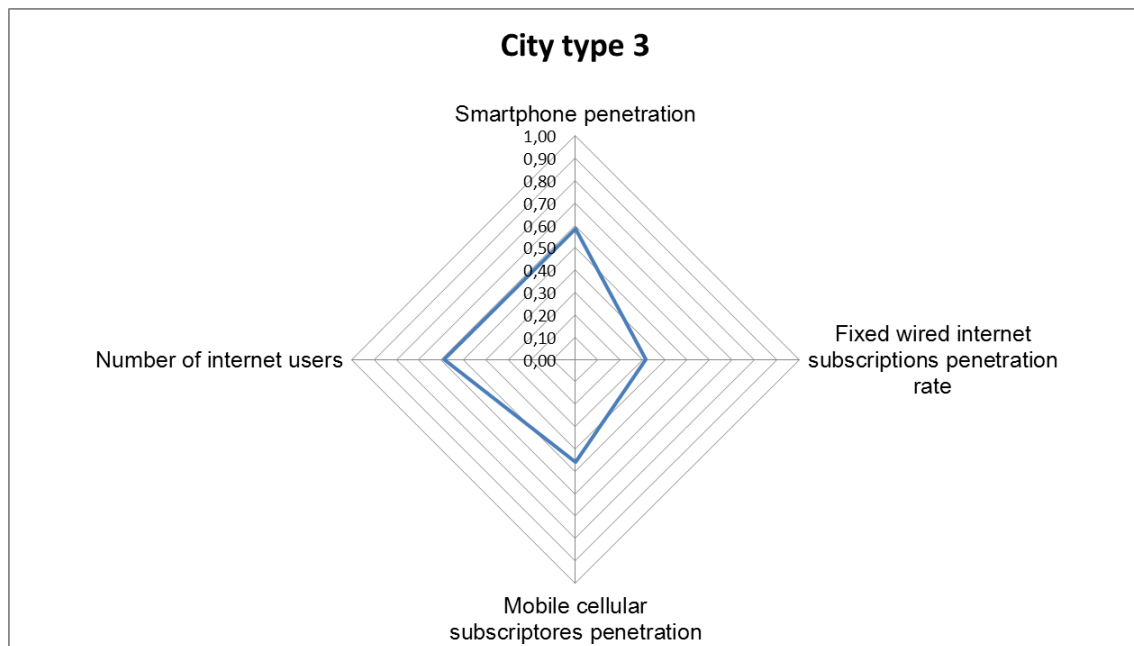 City type 3
Smartphone penetration
1,00
0,90
0,80
0,70
0,60
0,50
0,40
0,30
0,20
0,10
0,00
Number of internet users
Fixed wired internet
subscriptions penetration
rate
Mobile cellular
subscriptores penetration